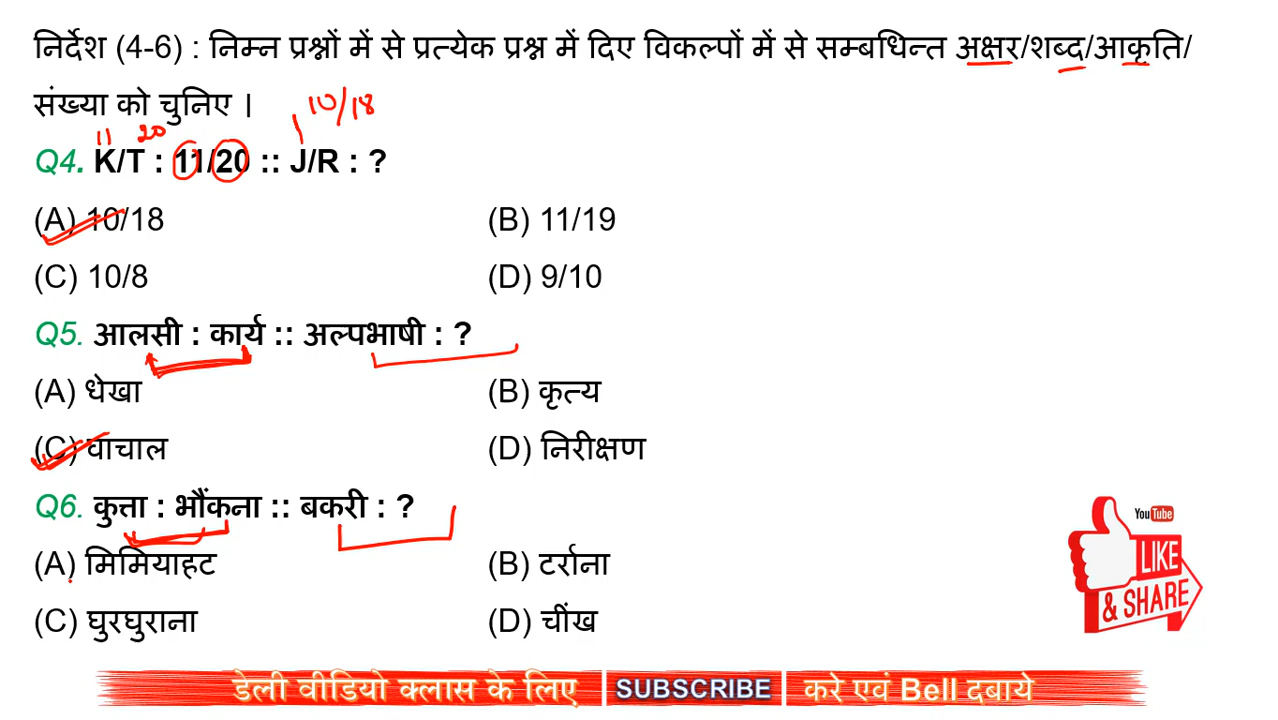 निर्देश (4-6) : निम्न प्रश्नों में से प्रत्येक प्रश्न में दिए विकल्पों में से सम्बधिन्त अक्षर/शब्द/आकृति/
संख्या को चुनिए ।
10/18
11 20
Q4. K/T : 11/20 :: J/R : ?
(A) 10/18 (B) 11/19
(C) 10/8 (D) 9/10
Q5. आलसी : कार्य :: अल्पभाषी : ?
(A) धेखा (B) कृत्य
(C) वाचाल (D) निरीक्षण
Q6. कुत्ता : भौंकना :: बकरी : ?
(A) मिमियाहट (B) टर्राना
(C) घुरघुराना (D) चींख
YouTube
LIKE
& SHARE
डेली वीडियो क्लास के लिए SUBSCRIBE करे एवं Bell दबाये